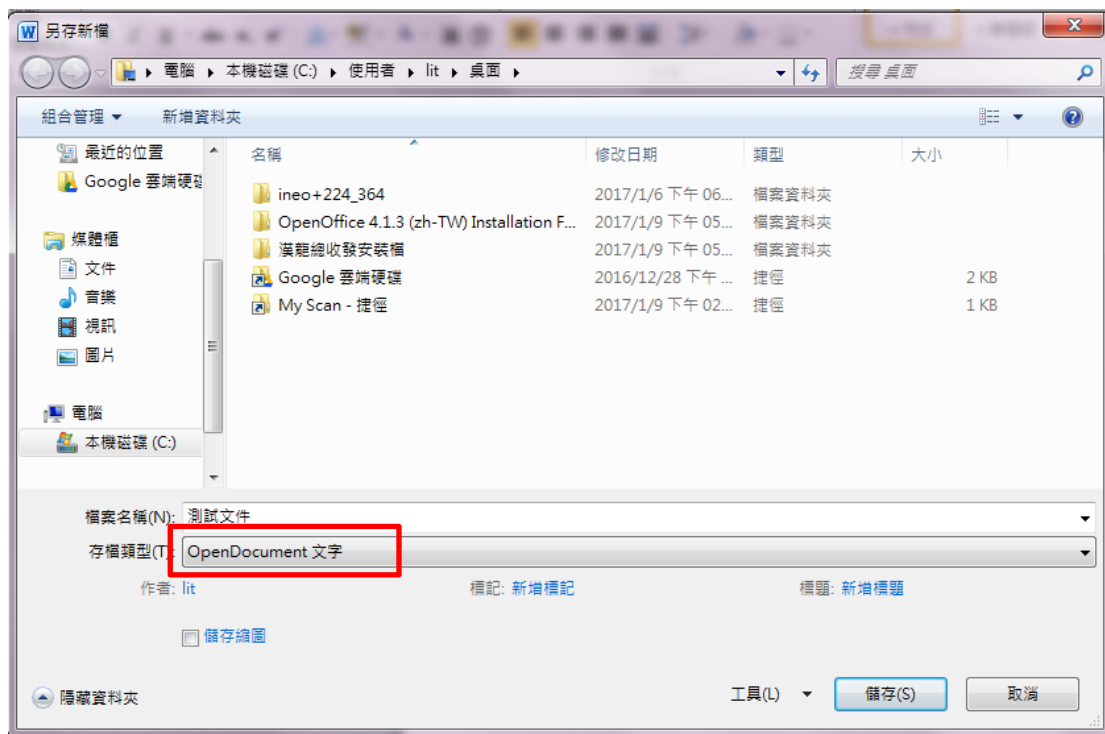 另存新檔
電腦 本機磁碟 (C:) 使用者 lit 桌面
搜尋 桌面
組合管理 新增資料夾
名稱 修改日期 類型 大小
最近的位置
Google 雲端硬碟
媒體櫃
文件
音樂
視訊
圖片
電腦
本機磁碟 (C:)
ineo+224_364 2017/1/6 下午 06... 檔案資料夾
OpenOffice 4.1.3 (zh-TW) Installation F... 2017/1/9 下午 05... 檔案資料夾
漢龍總收發安裝檔 2017/1/9 下午 05... 檔案資料夾
Google 雲端硬碟 2016/12/28 下午 ... 捷徑 2 KB
My Scan - 捷徑 2017/1/9 下午 02... 捷徑 1 KB
檔案名稱(N): 測試文件
存檔類型(T): OpenDocument 文字
作者: lit 標記: 新增標記 標題: 新增標題
儲存縮圖
隱藏資料夾 工具(L) 儲存(S) 取消